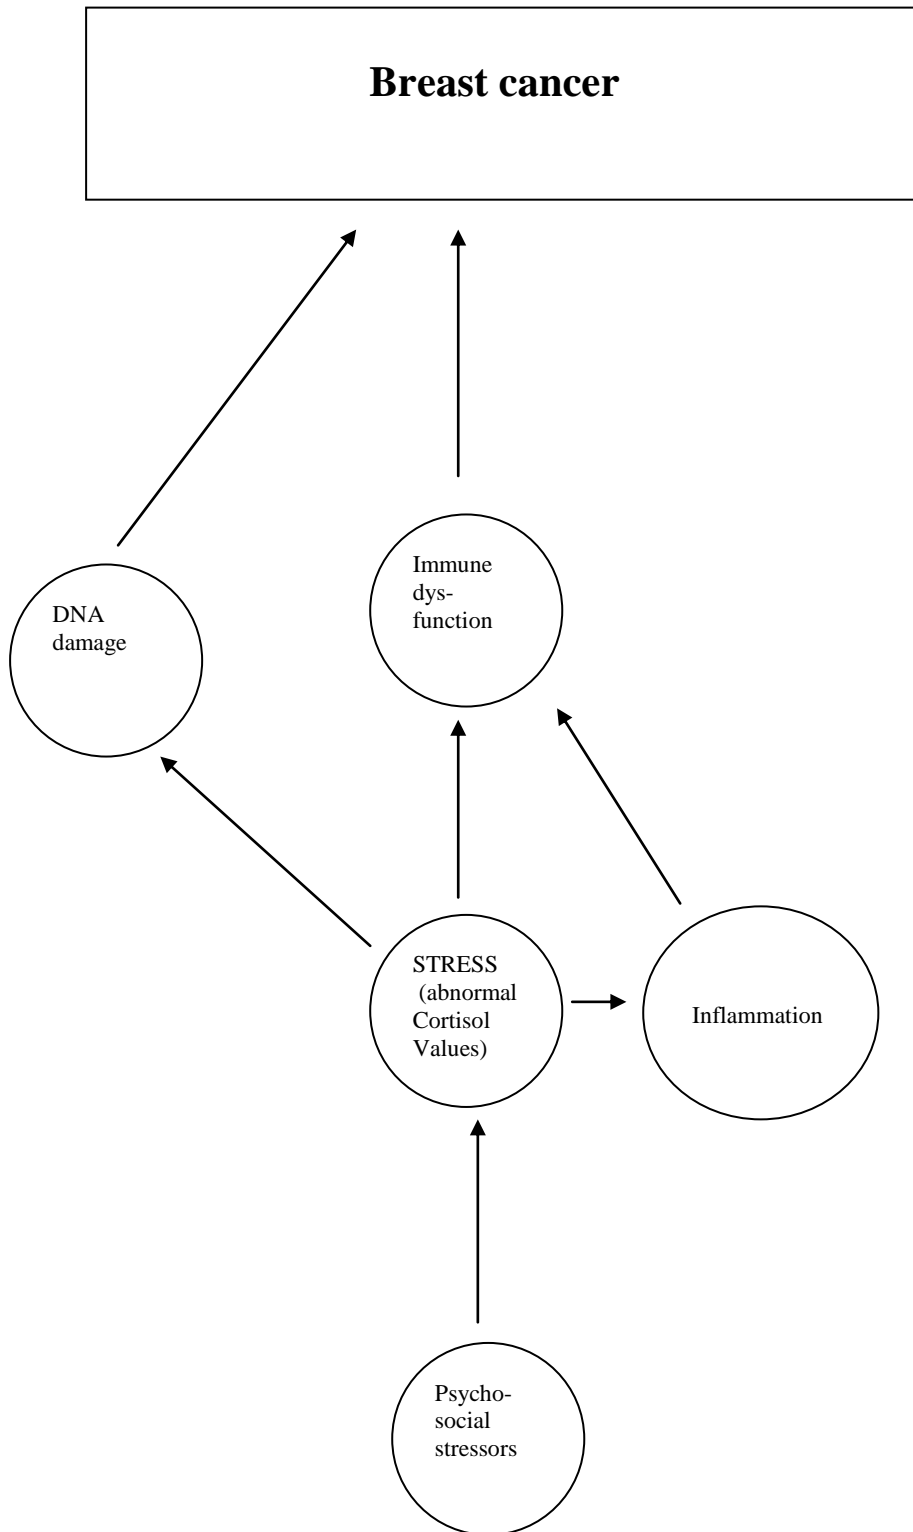 Breast cancer
Immune
dys-
function
DNA
damage
STRESS
(abnormal
Cortisol
Values)
Inflammation
Psycho-
social
stressors